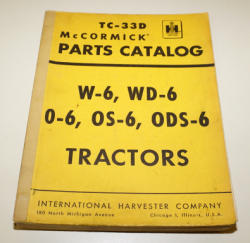 TC-33D
IH
McCORMICK
PARTS CATALOG
W-6, WD-6
O-6, OS-6, ODS-6
TRACTORS
INTERNATIONAL HARVESTER COMPANY
180 North Michigan Avenue Chicago 1, Illinois, U.S.A.